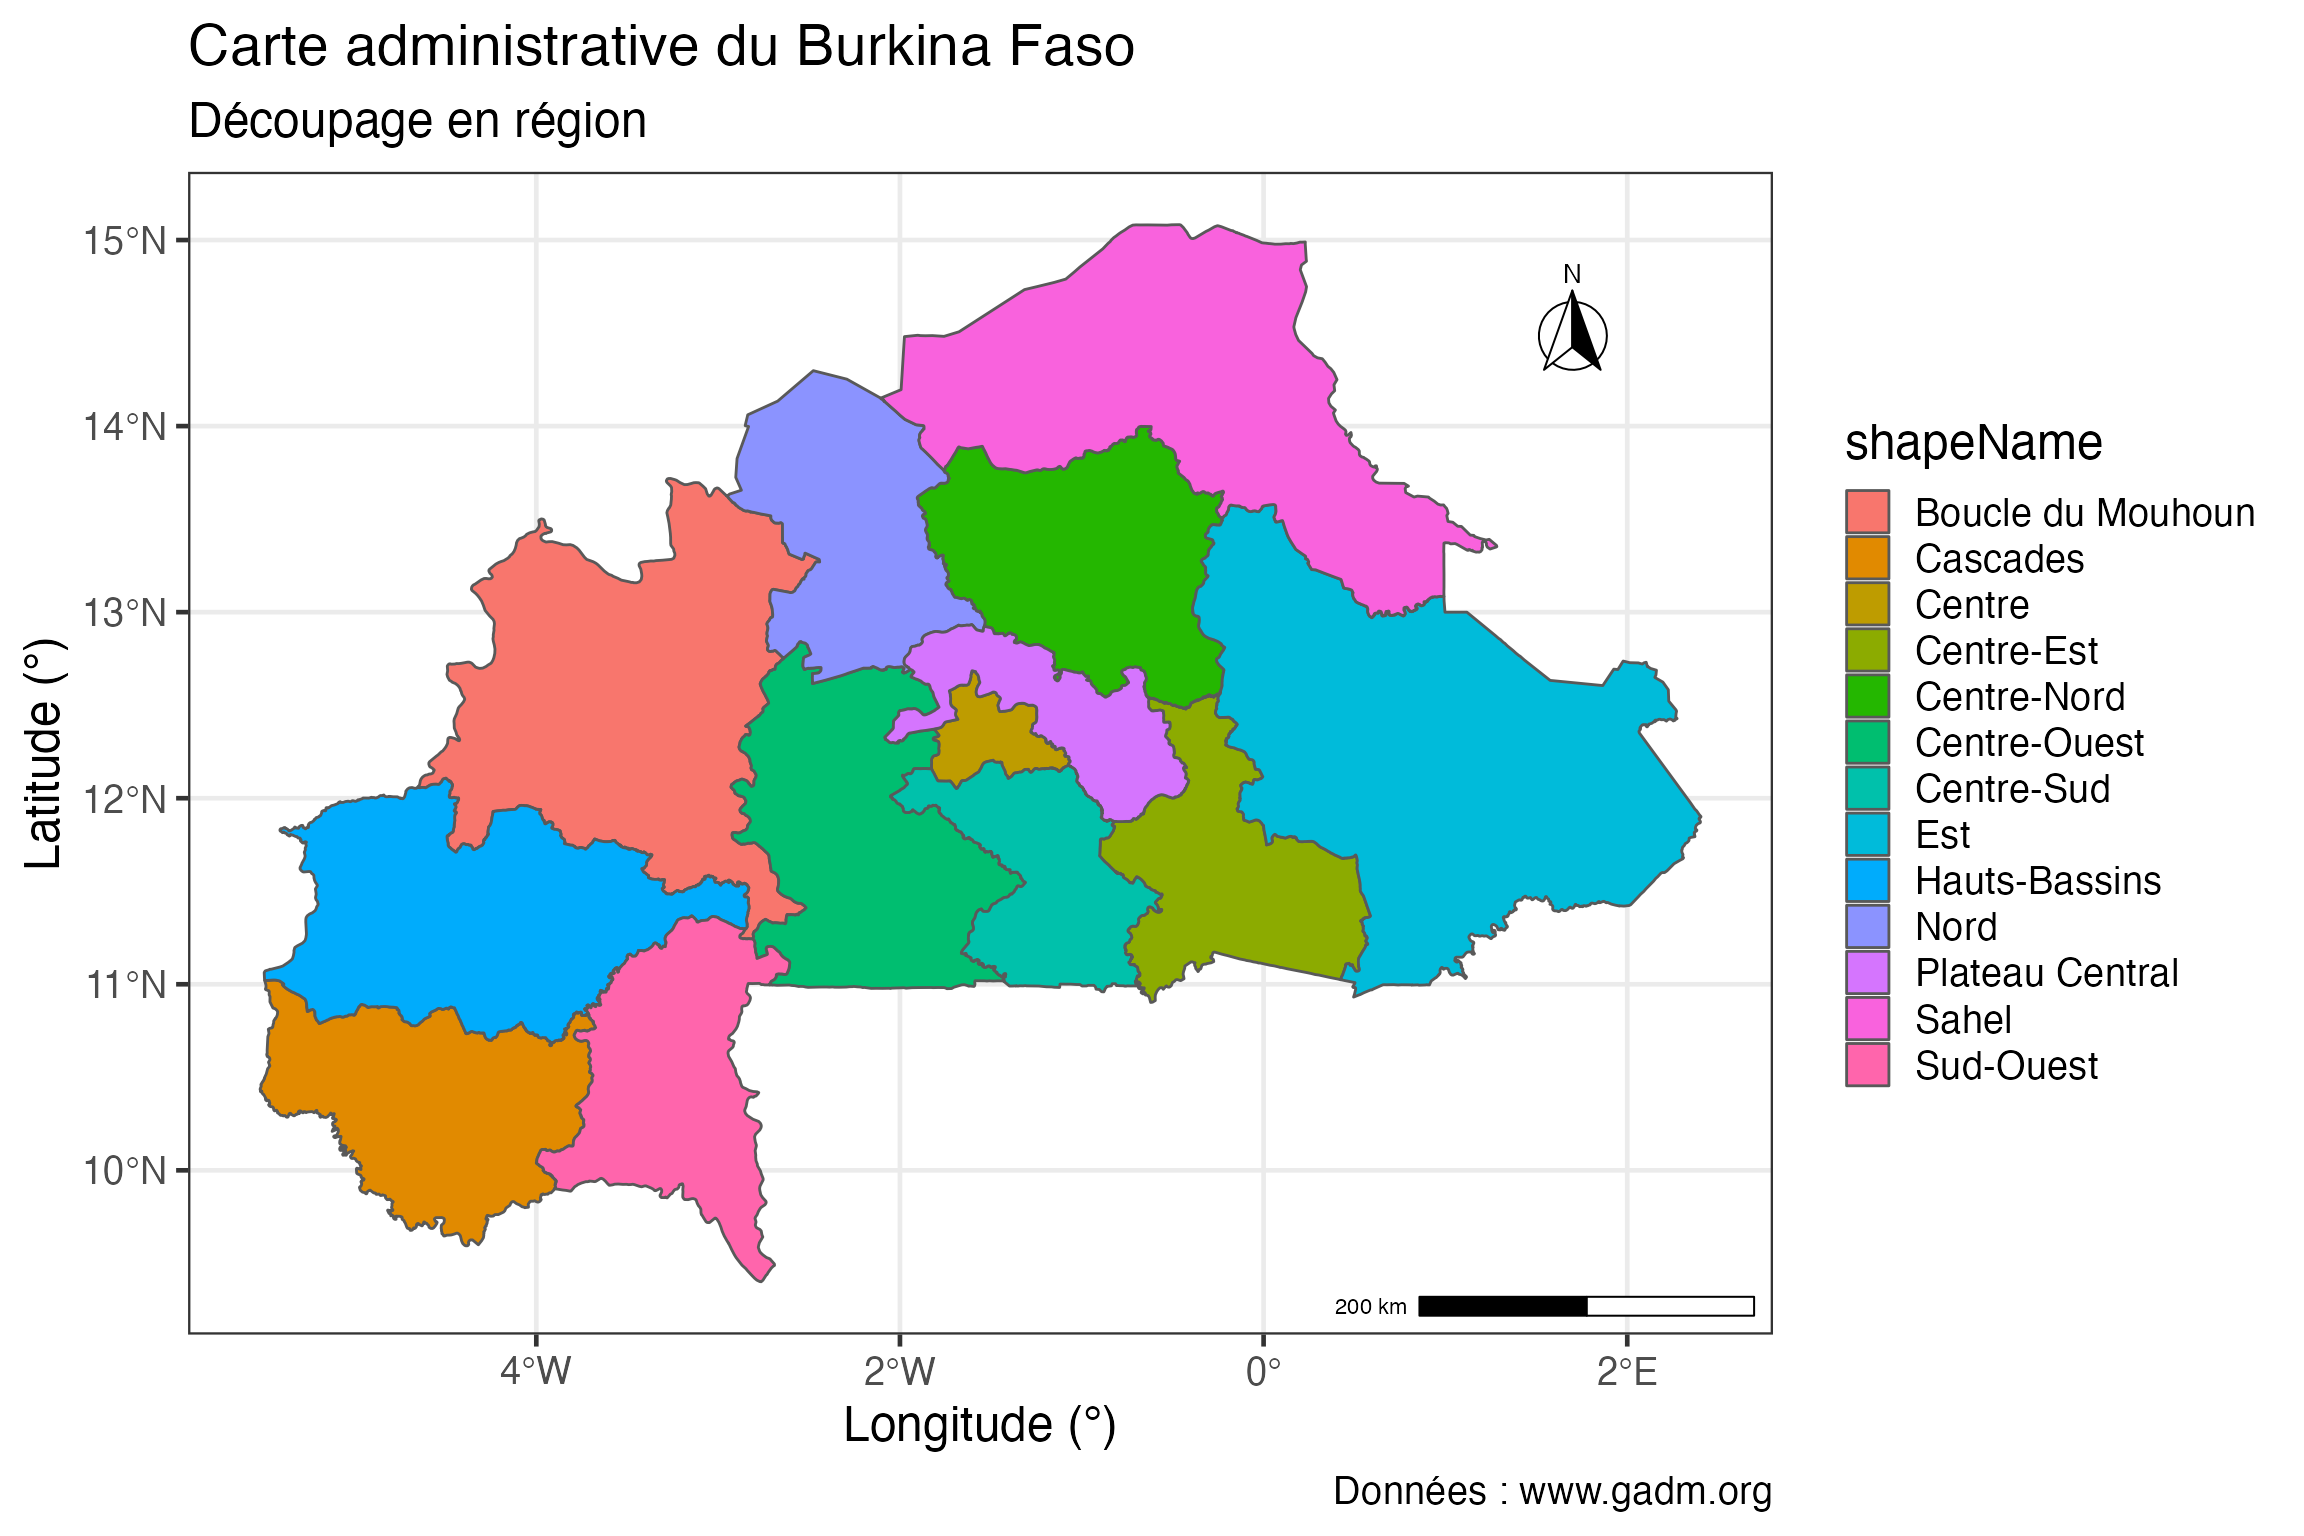 Carte administrative du Burkina Faso
Découpage en région
15°N
14°N
13°N
12°N
11°N
10°N
Latitude (°)
N
200 km
4°W
2°W
0°
2°E
Longitude (°)
shapeName
Boucle du Mouhoun
Cascades
Centre
Centre-Est
Centre-Nord
Centre-Ouest
Centre-Sud
Est
Hauts-Bassins
Nord
Plateau Central
Sahel
Sud-Ouest
Données : www.gadm.org